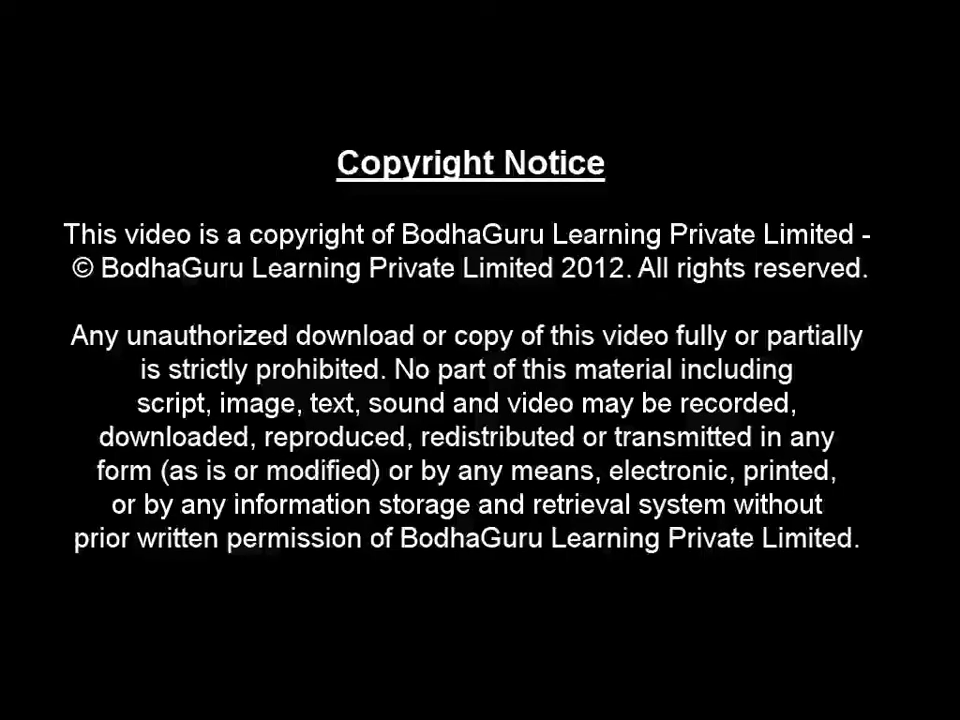 Copyright Notice
This video is a copyright of BodhaGuru Learning Private Limited -
© BodhaGuru Learning Private Limited 2012. All rights reserved.
Any unauthorized download or copy of this video fully or partially
is strictly prohibited. No part of this material including
script, image, text, sound and video may be recorded,
downloaded, reproduced, redistributed or transmitted in any
form (as is or modified) or by any means, electronic, printed,
or by any information storage and retrieval system without
prior written permission of BodhaGuru Learning Private Limited.